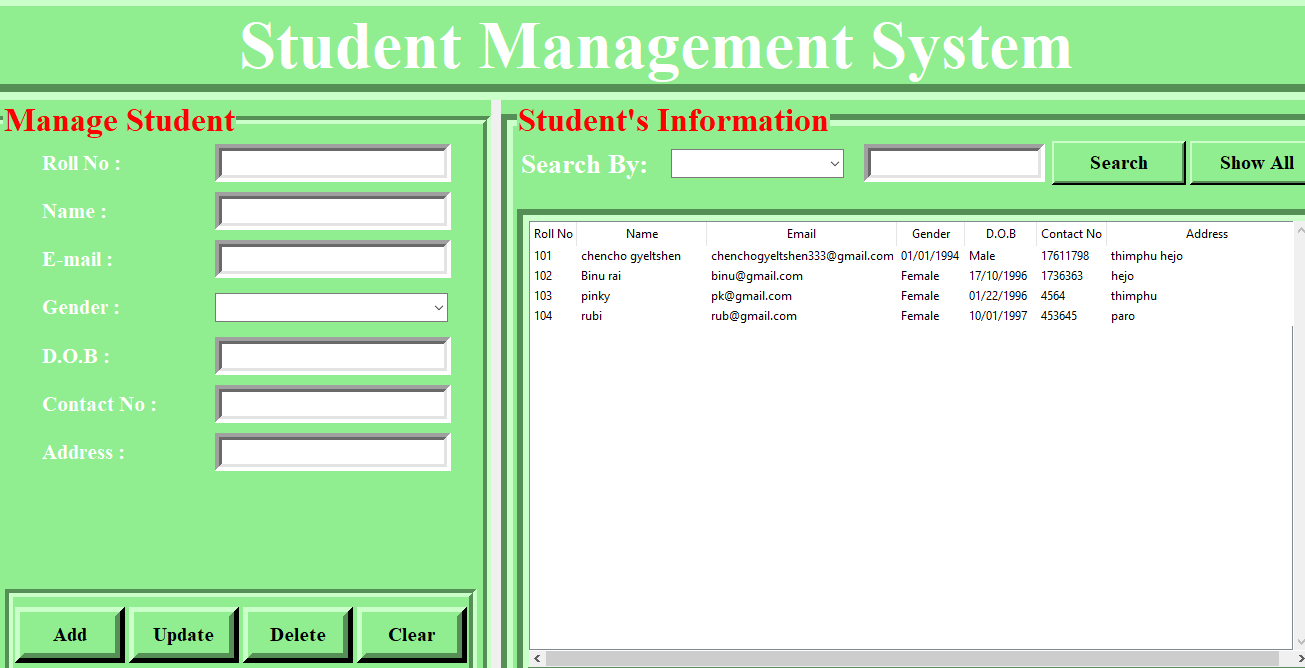 Student Management System
Manage Student
Roll No :
Name :
E-mail :
Gender :
D.O.B :
Contact No :
Address :
Add Update Delete Clear
Student's Information
Search By: Search Show All
Roll No Name Email Gender D.O.B Contact No Address
101 chencho gyeltshen chenchogyeltshen333@gmail.com 01/01/1994 Male 17611798 thimphu hejo
102 Binu rai binu@gmail.com Female 17/10/1996 1736363 hejo
103 pinky pk@gmail.com Female 01/22/1996 4564 thimphu
104 rubi rub@gmail.com Female 10/01/1997 453645 paro